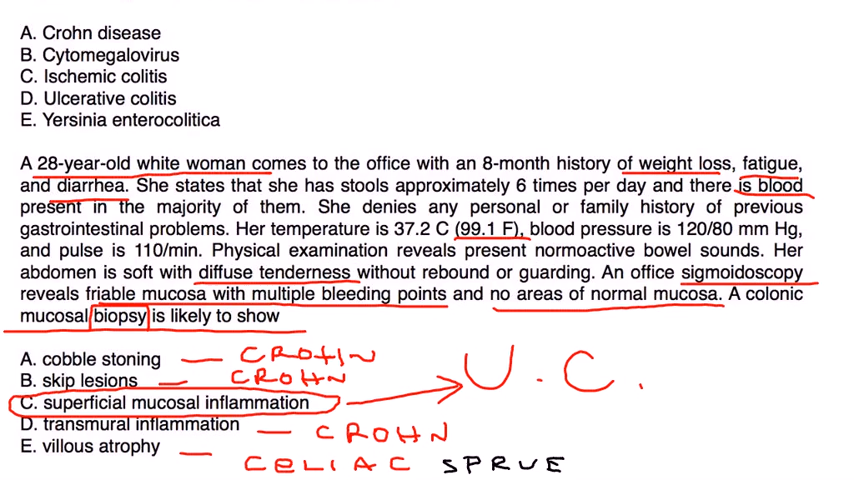 A. Crohn disease
B. Cytomegalovirus
C. Ischemic colitis
D. Ulcerative colitis
E. Yersinia enterocolitica
A 28-year-old white woman comes to the office with an 8-month history of weight loss, fatigue,
and diarrhea. She states that she has stools approximately 6 times per day and there is blood
present in the majority of them. She denies any personal or family history of previous
gastrointestinal problems. Her temperature is 37.2 C (99.1 F), blood pressure is 120/80 mm Hg,
and pulse is 110/min. Physical examination reveals present normoactive bowel sounds. Her
abdomen is soft with diffuse tenderness without rebound or guarding. An office sigmoidoscopy
reveals friable mucosa with multiple bleeding points and no areas of normal mucosa. A colonic
mucosal biopsy is likely to show
A. cobble stoning — CROHN
B. skip lesions — CROHN
C. superficial mucosal inflammation U.C.
D. transmural inflammation — CROHN
E. villous atrophy — CELIAC SPRUE